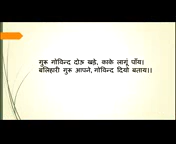 गुरू गोविन्द दोऊ खड़े, काके लागूं पाँय।
बलिहारी गुरू आपने, गोविन्द दियो बताय।।